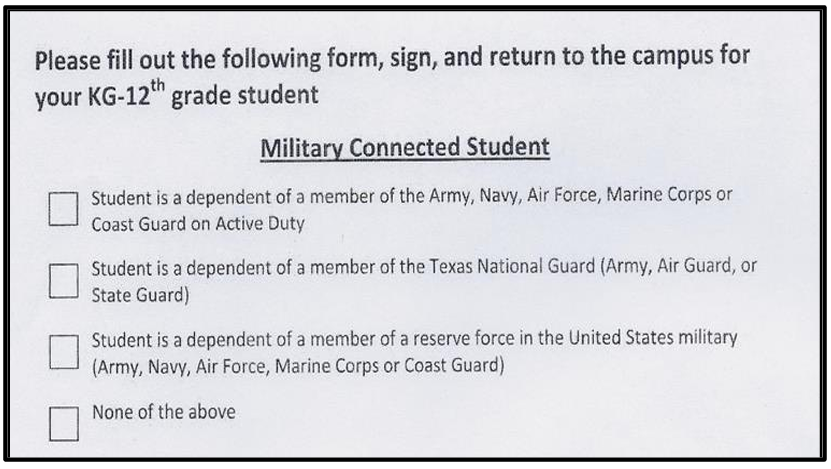 Please fill out the following form, sign, and return to the campus for
your KG-12th grade student
Military Connected Student
Student is a dependent of a member of the Army, Navy, Air Force, Marine Corps or
Coast Guard on Active Duty
Student is a dependent of a member of the Texas National Guard (Army, Air Guard, or
State Guard)
Student is a dependent of a member of a reserve force in the United States military
(Army, Navy, Air Force, Marine Corps or Coast Guard)
None of the above